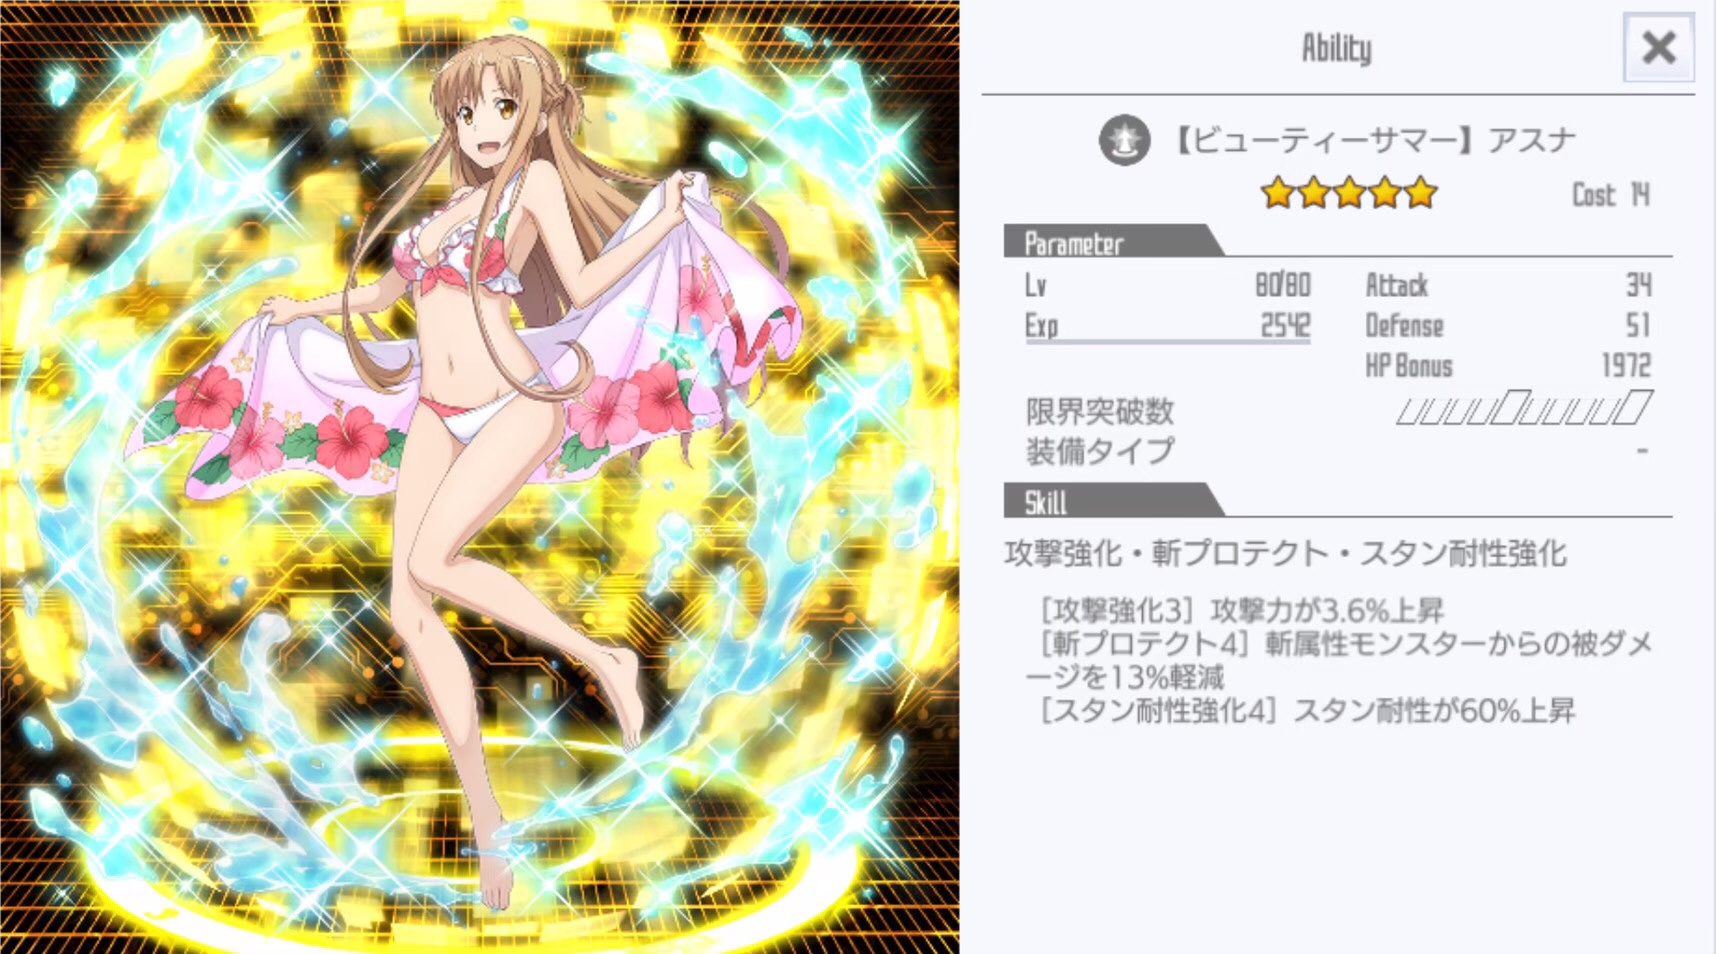 Ability
【ビューティーサマー】アスナ
Cost 14
Parameter
Lv 80/80 Attack 34
Exp 2542 Defense 51
HP Bonus 1972
限界突破数
装備タイプ -
Skill
攻撃強化・斬プロテクト・スタン耐性強化
［攻撃強化3］攻撃力が3.6%上昇
［斬プロテクト4］斬属性モンスターからの被ダメ
ージを13%軽減
［スタン耐性強化4］スタン耐性が60%上昇